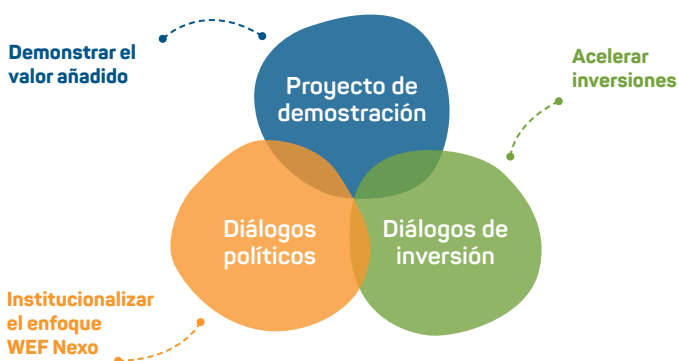 Demonstrar el
valor añadido
Proyecto de
demostración
Acelerar
inversiones
Diálogos
políticos
Diálogos de
inversión
Institucionalizar
el enfoque
WEF Nexo